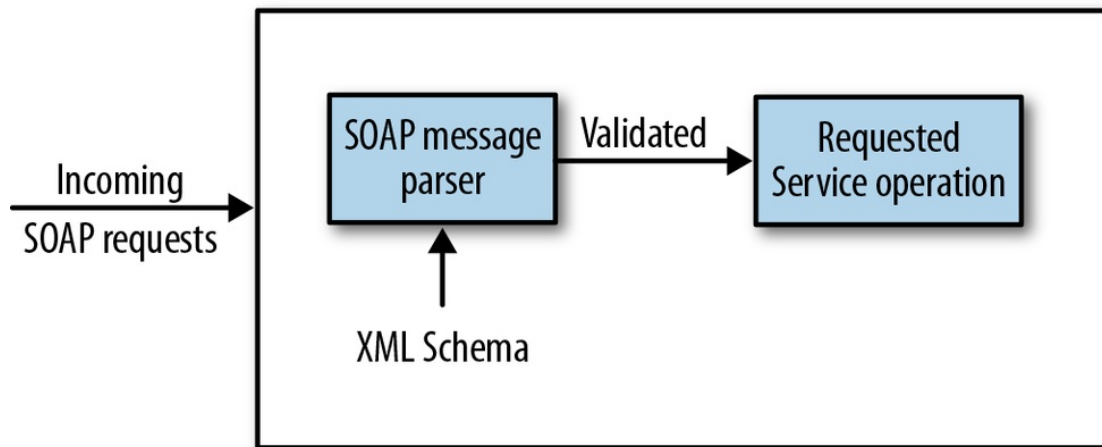 Incoming
SOAP requests
SOAP message
parser
Validated
Requested
Service operation
XML Schema